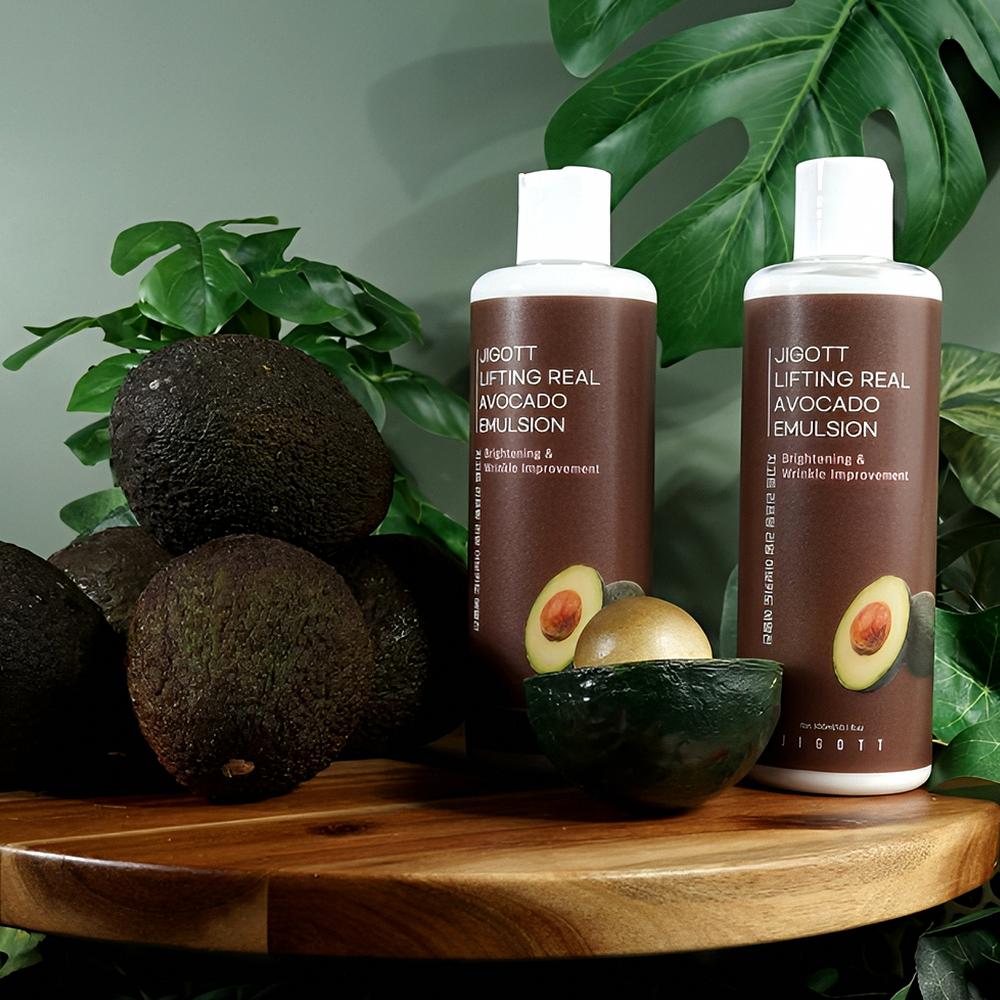 JIGOTT
LIFTING REAL
AVOCADO
EMULSION
Brightening &
Wrinkle Improvement
JIGOTT
LIFTING REAL
AVOCADO
EMULSION
Brightening &
Wrinkle Improvement
JIGOTT